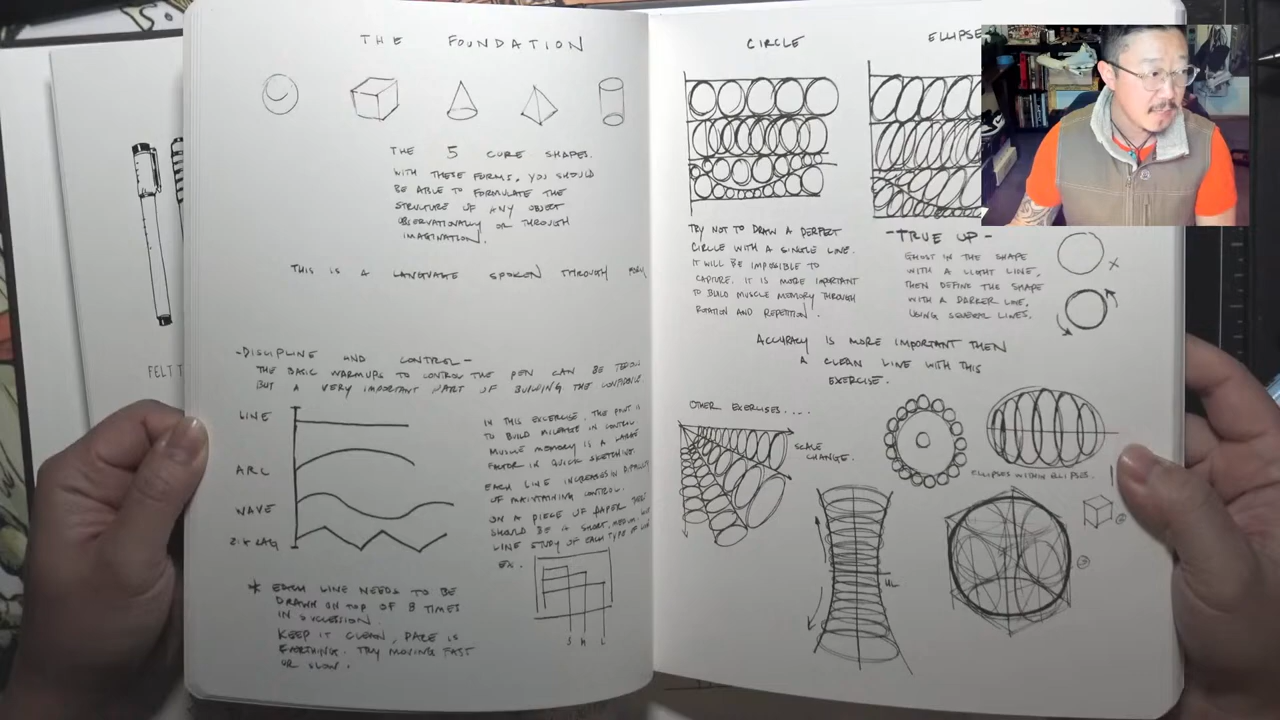 THE FOUNDATION
THE 5 CORE SHAPES.
WITH THESE FORMS, YOU SHOULD
BE ABLE TO FORMULATE THE
STRUCTURE OF ANY OBJECT
OBSERVATIONALLY OR THROUGH
IMAGINATION.
THIS IS A LANGUAGE SPOKEN THROUGH FORM
FELT T
-DISCIPLINE AND CONTROL-
THE BASIC WARMUPS TO CONTROL THE PEN CAN BE TEDIOUS
BUT A VERY IMPORTANT PART OF BUILDING THE CONFIDENCE.
LINE
ARC
WAVE
ZIG ZAG
IN THIS EXCERCISE. THE POINT IS
TO BUILD MILEAGE IN CONTROL
MUSCLE MEMORY IS A LARGE
FACTOR IN QUICK SKETCHING.
EACH LINE INCREASES IN DIFFICULTY
OF MAINTAINING CONTROL.
ON A PIECE OF PAPER THERE
SHOULD BE A SHORT, MEDIUM,
LINE STUDY OF EACH TYPE OF LINE
EX.
S M L
* EACH LINE NEEDS TO BE
DRAWN ON TOP OF 8 TIMES
IN SUCCESSION.
KEEP IT CLEAN, PACE IS
EVERYTHING. TRY MOVING FAST
OR SLOW.
CIRCLE
TRY NOT TO DRAW A PERFECT
CIRCLE WITH A SINGLE LINE.
IT WILL BE IMPOSIBLE TO
CAPTURE. IT IS MORE IMPORTANT
TO BUILD MUSCLE MEMORY THROUGH
ROTATION AND REPETITION.
ELLIPSE
-TRUE UP-
GHOST IN THE SHAPE
WITH A LIGHT LINE,
THEN DEFINE THE SHAPE
WITH A DARKER LINE,
USING SEVERAL LINES.
ACCURACY IS MORE IMPORTANT THEN
A CLEAN LINE WITH THIS
EXERCISE.
OTHER EXERCISES....
SCALE
CHANGE.
ELLIPSES WITHIN ELLIPSES.
HL